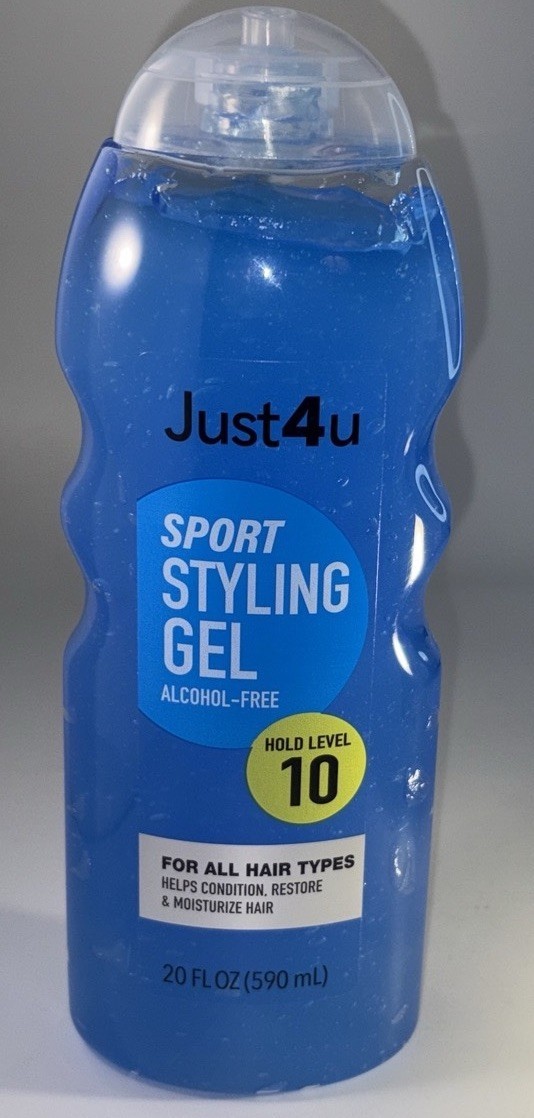 Just4u
SPORT
STYLING
GEL
ALCOHOL-FREE
HOLD LEVEL
10
FOR ALL HAIR TYPES
HELPS CONDITION, RESTORE
& MOISTURIZE HAIR
20 FL OZ (590 mL)